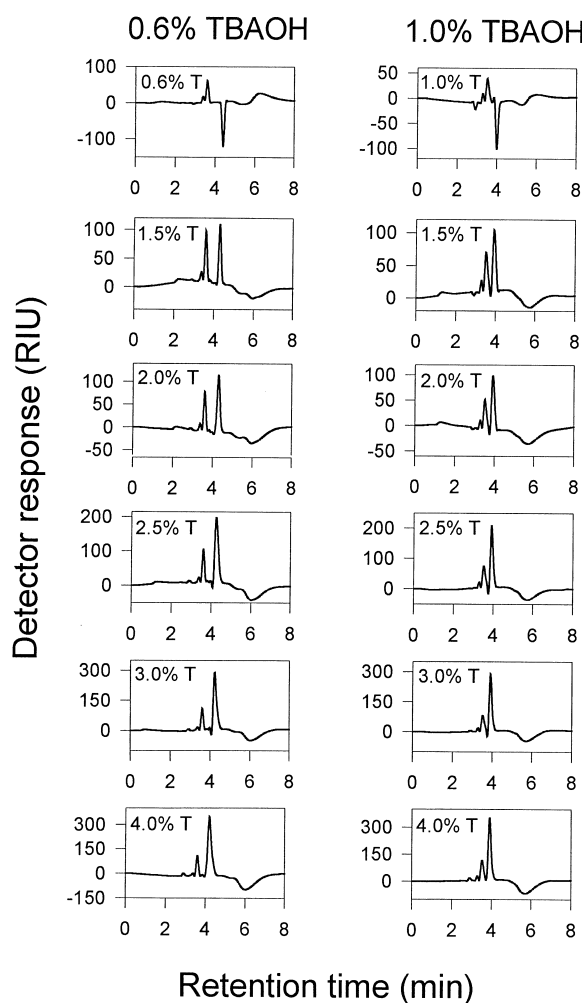 0.6% TBAOH 1.0% TBAOH
100
0
-100
0.6% T
0 2 4 6 8
50
0
-50
-100
1.0% T
0 2 4 6 8
100
50
0
1.5% T
0 2 4 6 8
100
50
0
1.5% T
0 2 4 6 8
100
50
0
-50
2.0% T
0 2 4 6 8
100
50
0
-50
2.0% T
0 2 4 6 8
200
100
0
2.5% T
0 2 4 6 8
200
100
0
2.5% T
0 2 4 6 8
300
150
0
3.0% T
0 2 4 6 8
300
150
0
3.0% T
0 2 4 6 8
300
150
0
-150
4.0% T
0 2 4 6 8
300
150
0
4.0% T
0 2 4 6 8
Detector response (RIU)
Retention time (min)